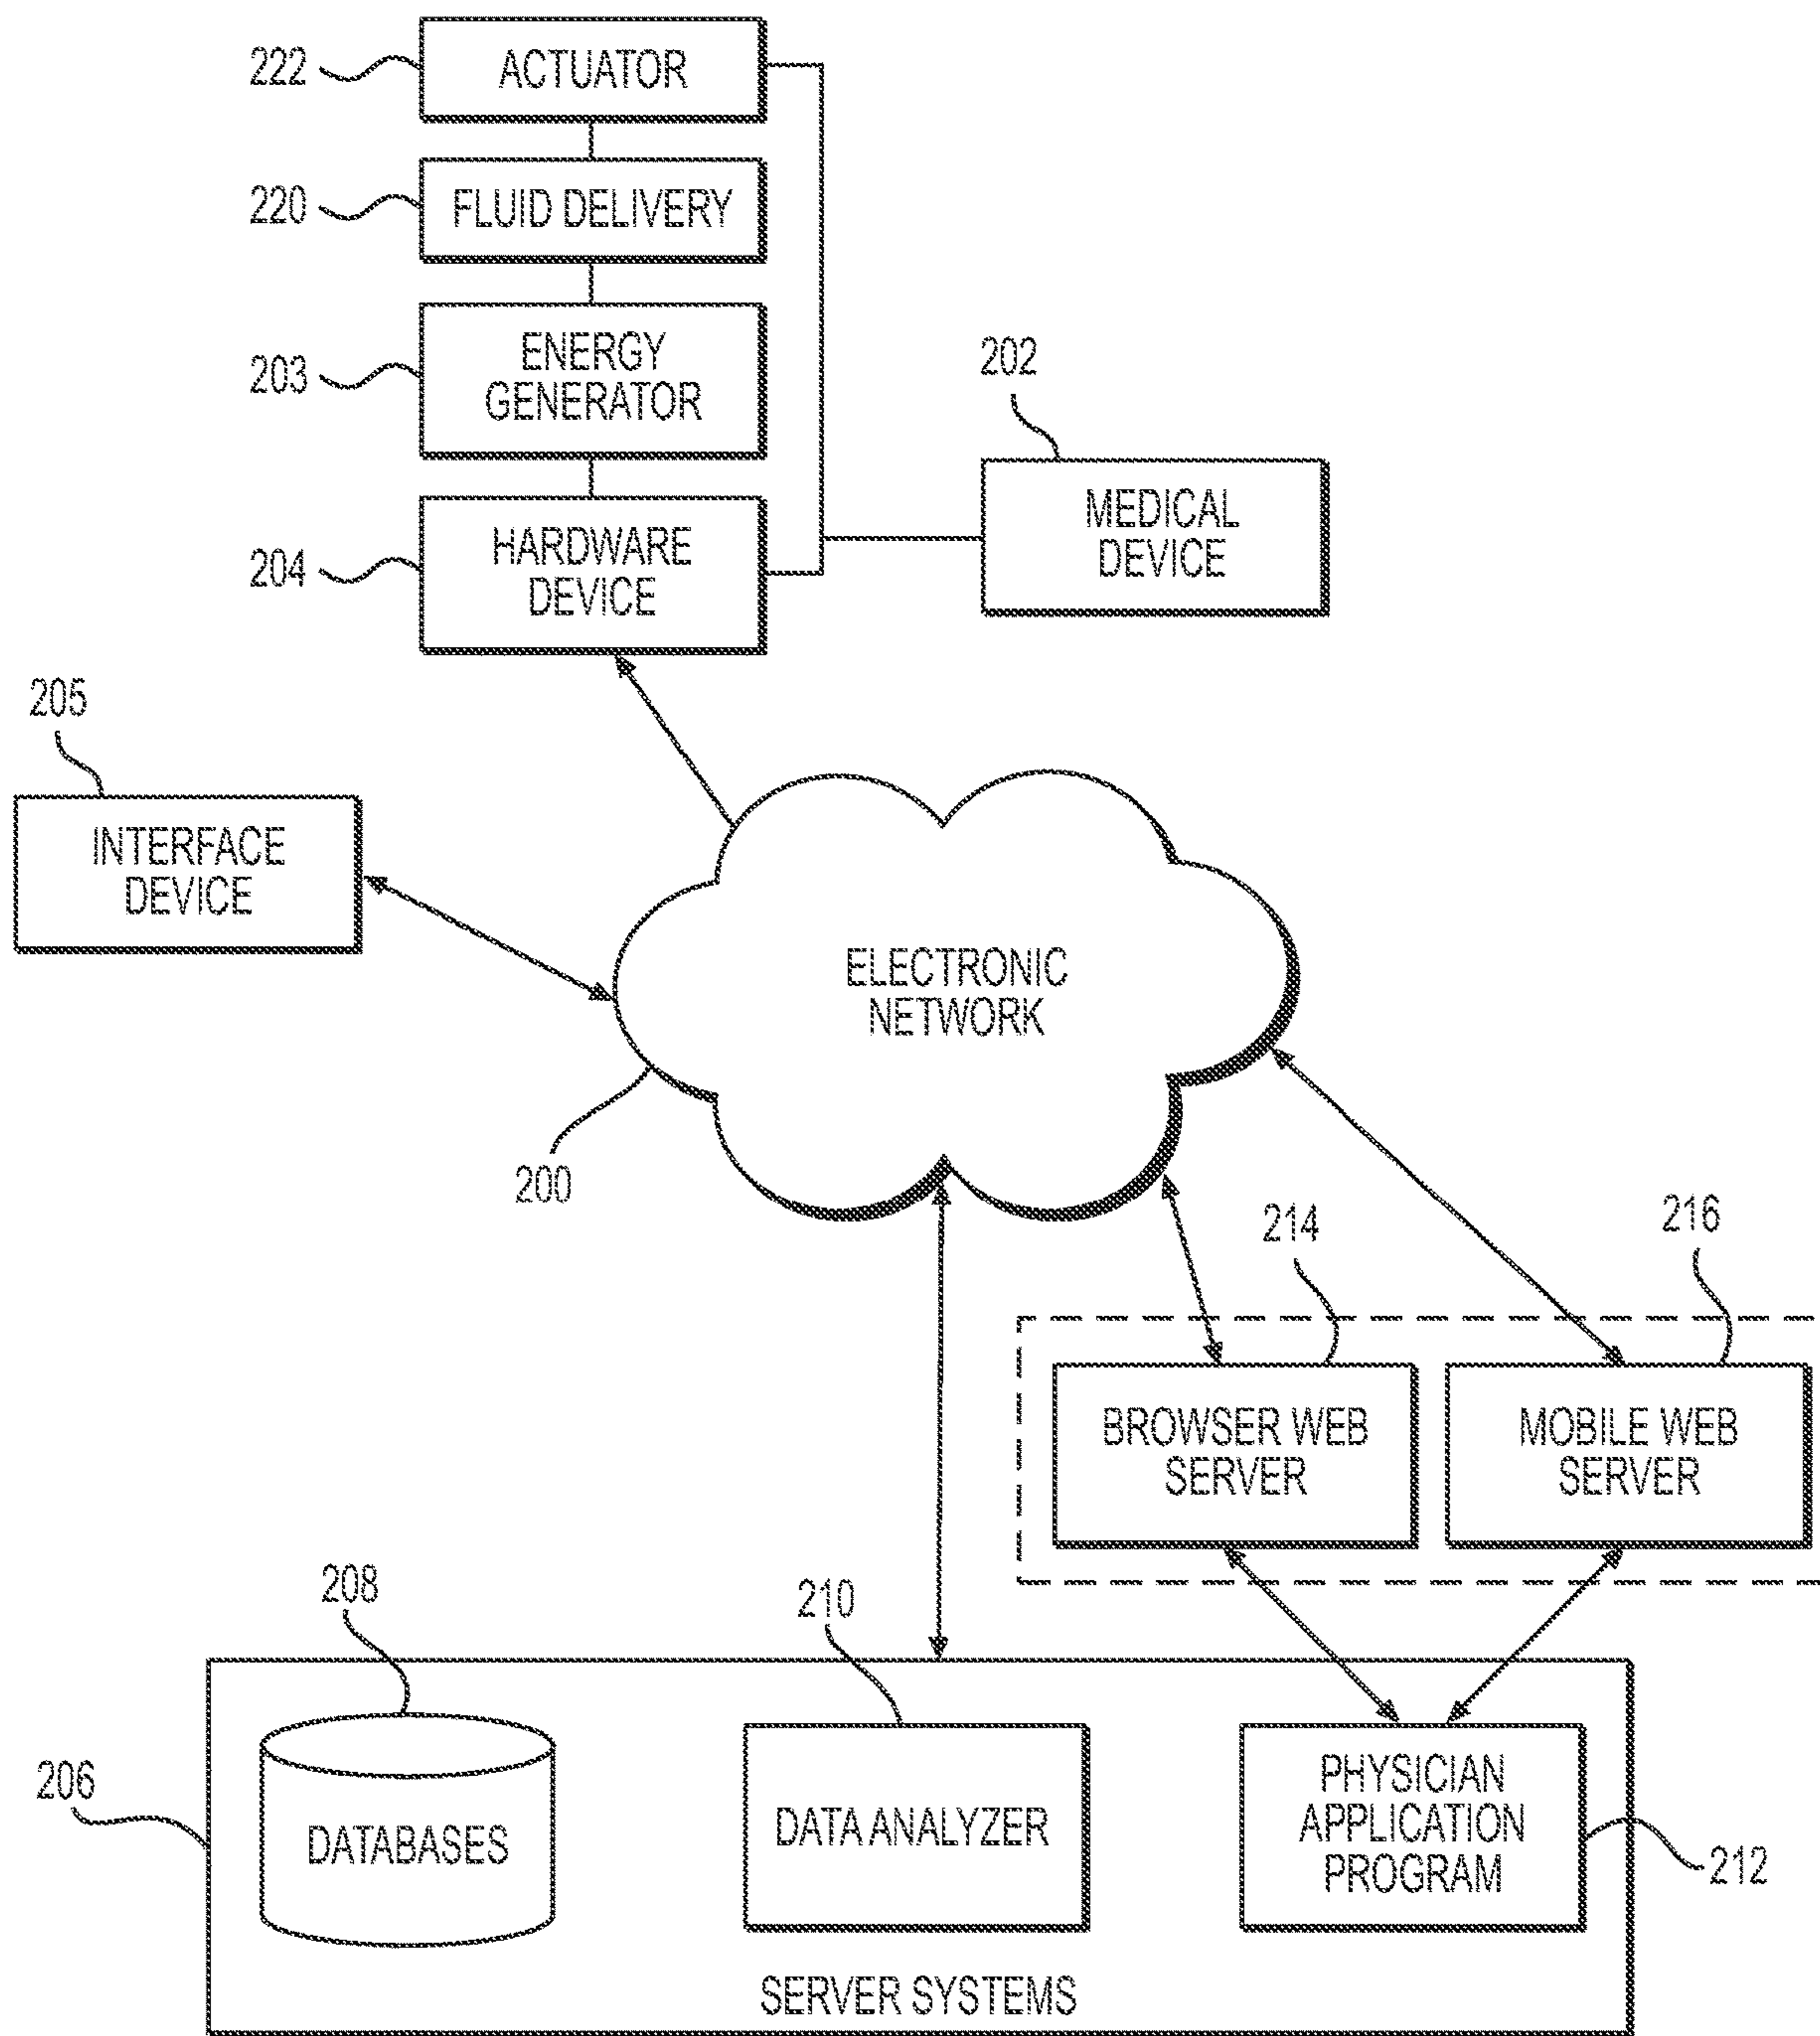 222
ACTUATOR
220
FLUID DELIVERY
203
ENERGY
GENERATOR
202
204
HARDWARE
DEVICE
MEDICAL
DEVICE
205
INTERFACE
DEVICE
ELECTRONIC
NETWORK
200
214
216
BROWSER WEB
SERVER
MOBILE WEB
SERVER
208
210
206
DATABASES
DATA ANALYZER
PHYSICIAN
APPLICATION
PROGRAM
212
SERVER SYSTEMS